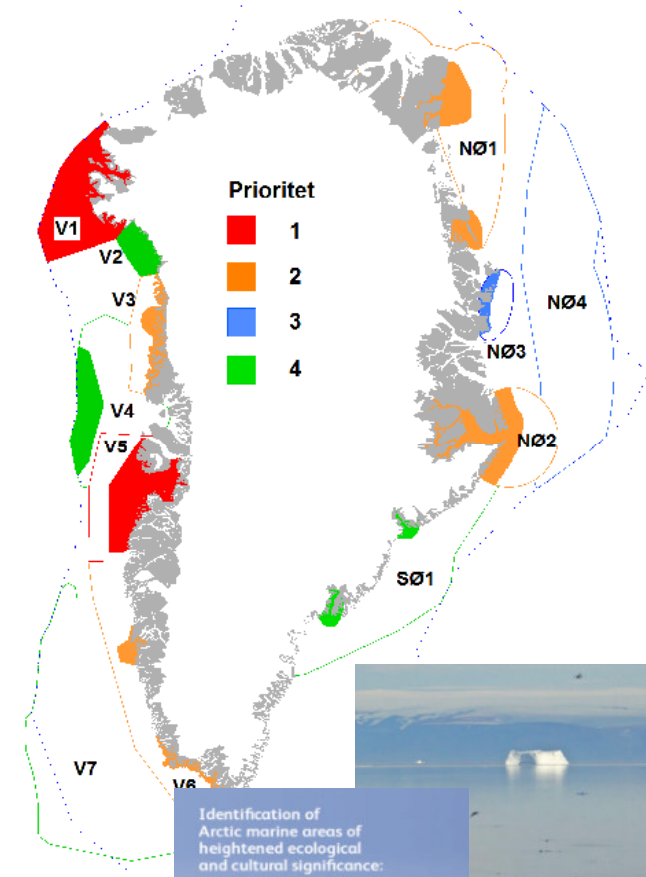 NØ1
Prioritet
1
2
3
4
V1
V2
V3
V4
V5
NØ4
NØ3
NØ2
SØ1
V7
V6
Identification of
Arctic marine areas of
heightened ecological
and cultural significance: